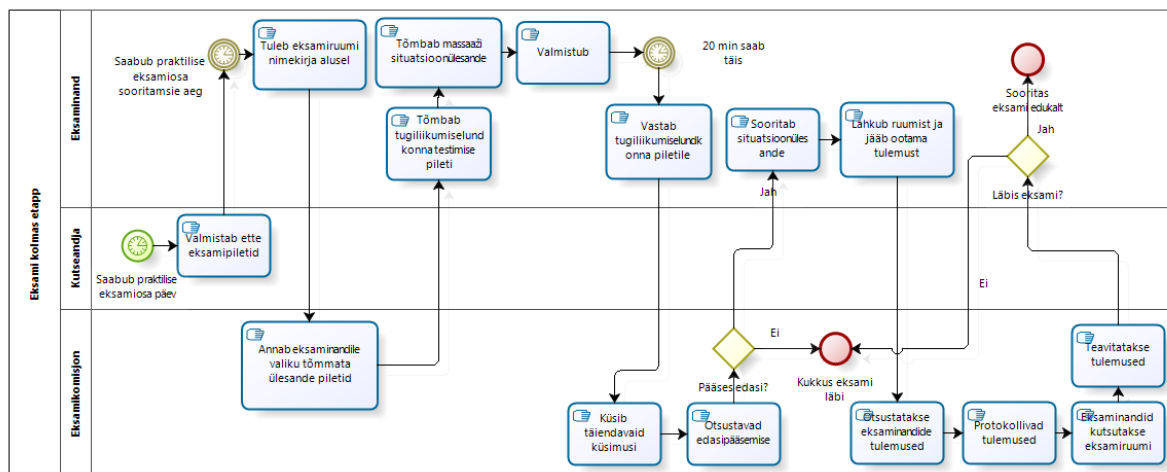 Eksami kolmas etapp
Eksaminand
Saabub praktilise
eksamiosa
sooritamsie aeg
Tuleb eksamiruumi
nimekirja alusel
Tõmbab massaaži
situatsioonülesande
Valmistub
20 min saab
täis
Tõmbab
tugiliikumiselund
konna testimise
pileti
Vastab
tugiliikumiselundk
onna piletile
Sooritab
situatsioonüles
ande
Jah
Lahkub ruumist ja
jääb ootama
tulemust
Sooritas
eksami edukalt
Jah
Läbis eksami?
Ei
Kutseandja
Saabub praktilise
eksamiosa päev
Valmistab ette
eksamipiletid
Eksamikomisjon
Annab eksaminandile
valiku tõmmata
ülesande piletid
Küsib
täiendavaid
küsimusi
Otsustavad
edasipääsemise
Pääses edasi?
Ei
Kukkus eksami
läbi
Otsustatakse
eksaminandide
tulemused
Protokollivad
tulemused
Eksaminandid
kutsutakse
eksamiruumi
Teavitatakse
tulemused